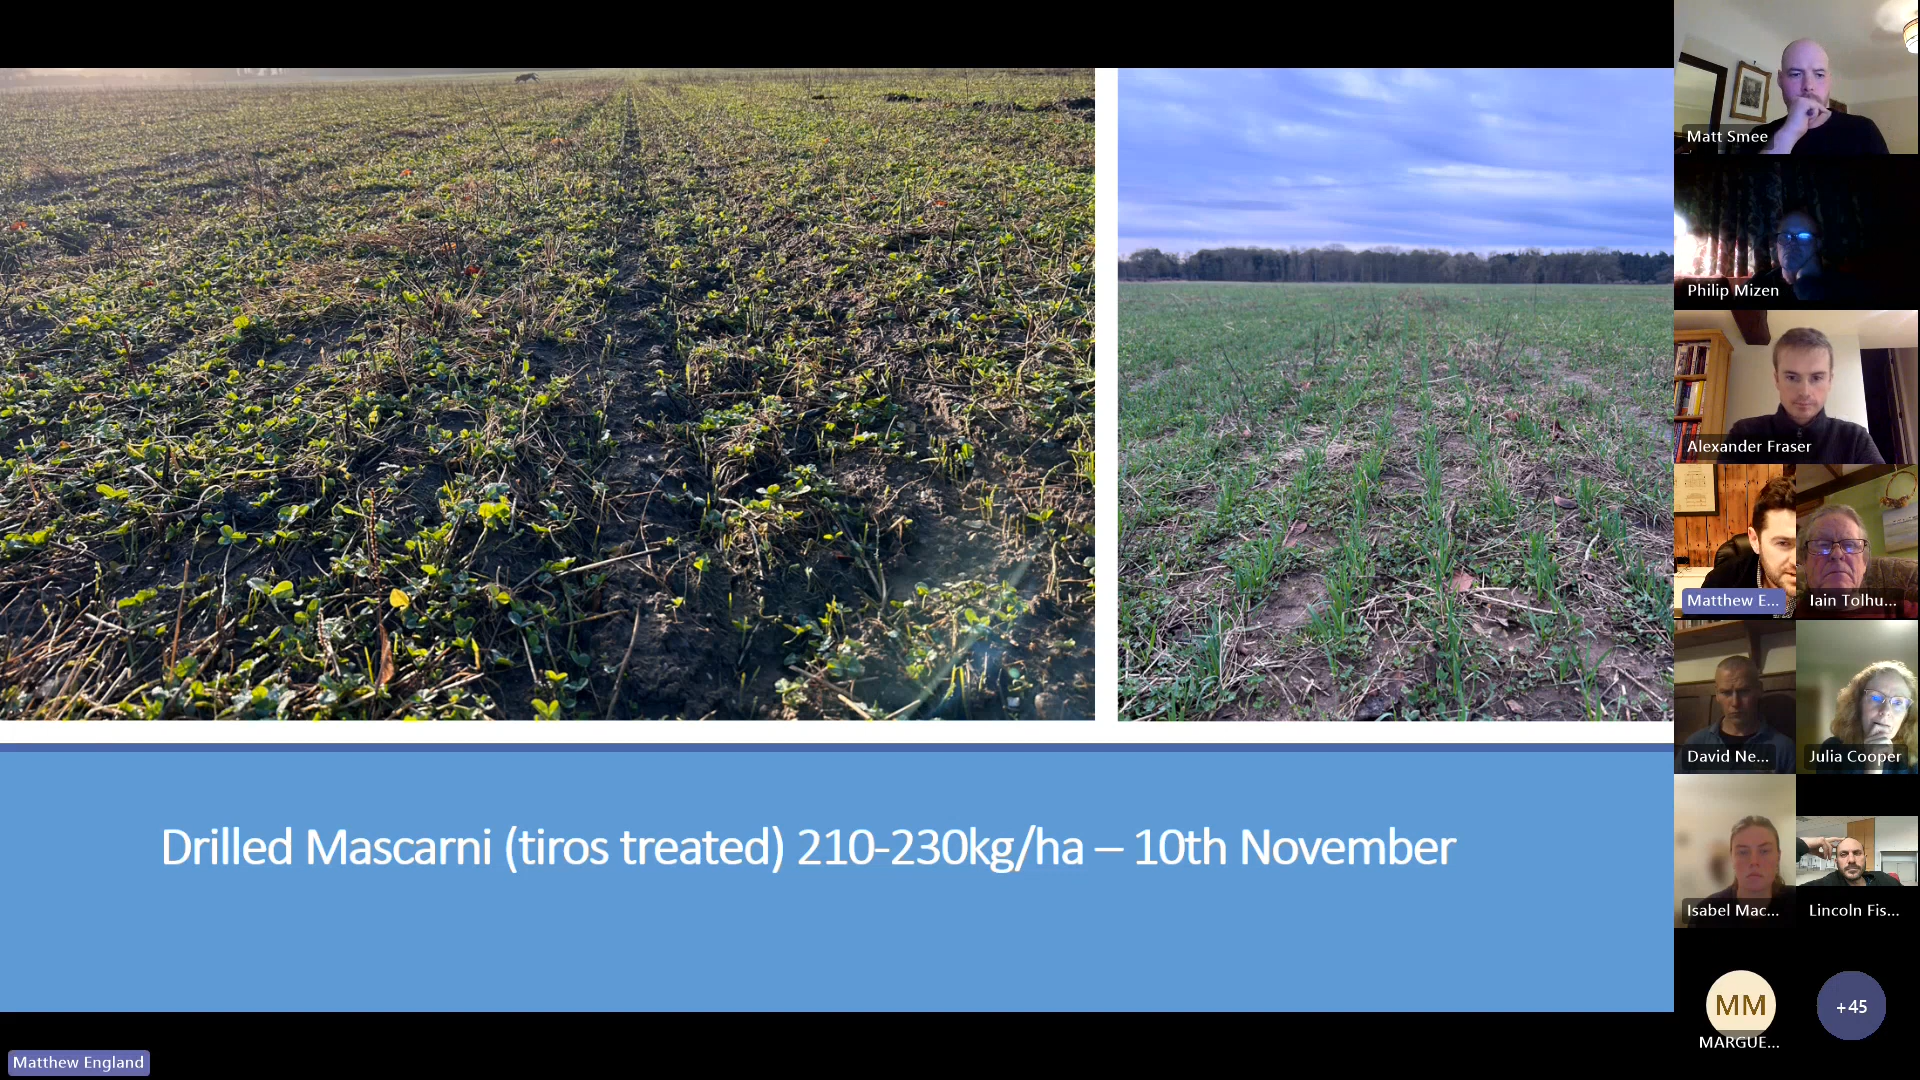 Matt Smee
Philip Mizen
Alexander Fraser
Matthew E...
Iain Tolhu...
David Ne...
Julia Cooper
Isabel Mac...
Lincoln Fis...
MM
MARGUE...
+45
Drilled Mascarni (tiros treated) 210-230kg/ha – 10th November
Matthew England